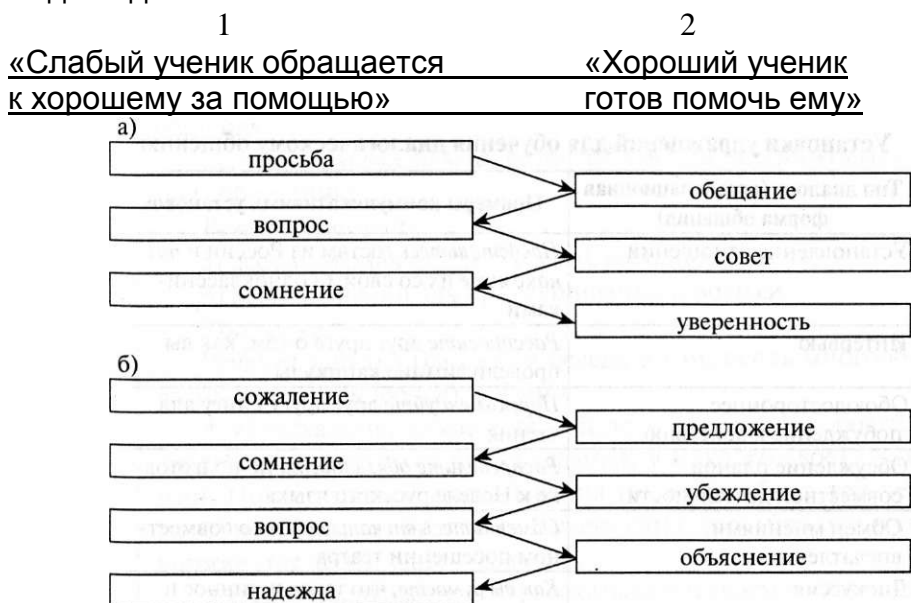 1 2
«Слабый ученик обращается «Хороший ученик
к хорошему за помощью» готов помочь ему»
а)
просьба
обещание
вопрос
совет
сомнение
уверенность
б)
сожаление
предложение
сомнение
убеждение
вопрос
объяснение
надежда